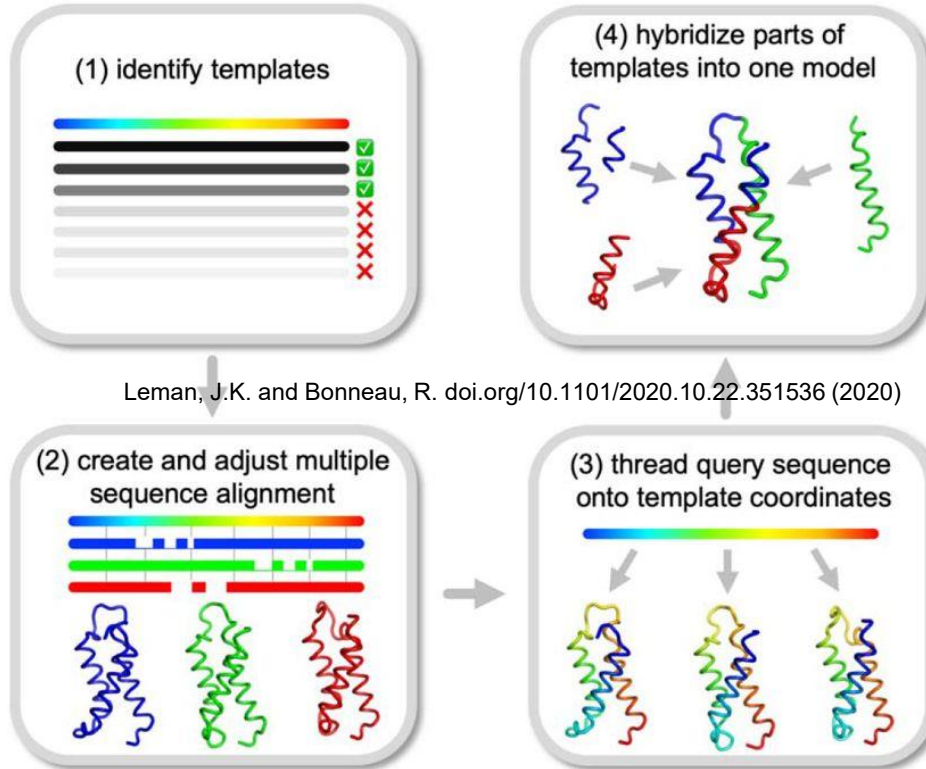 (1) identify templates
(4) hybridize parts of
templates into one model
Leman, J.K. and Bonneau, R. doi.org/10.1101/2020.10.22.351536 (2020)
(2) create and adjust multiple
sequence alignment
(3) thread query sequence
onto template coordinates